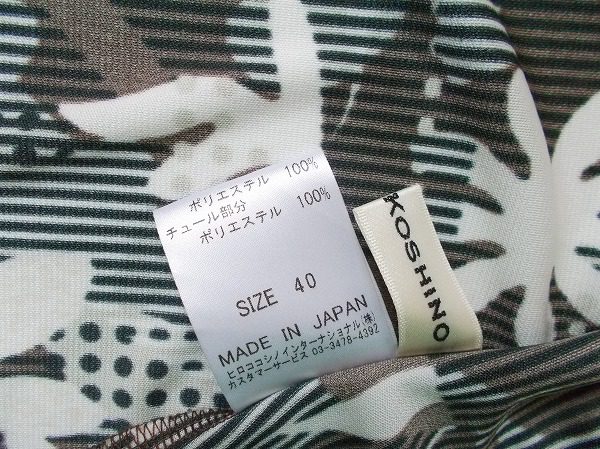 ポリエステル 100%
チュール部分
ポリエステル 100%
SIZE 40
MADE IN JAPAN
ヒロココシノインターナショナル(株)
カスタマーサービス 03-3478-4392
KOSHINO